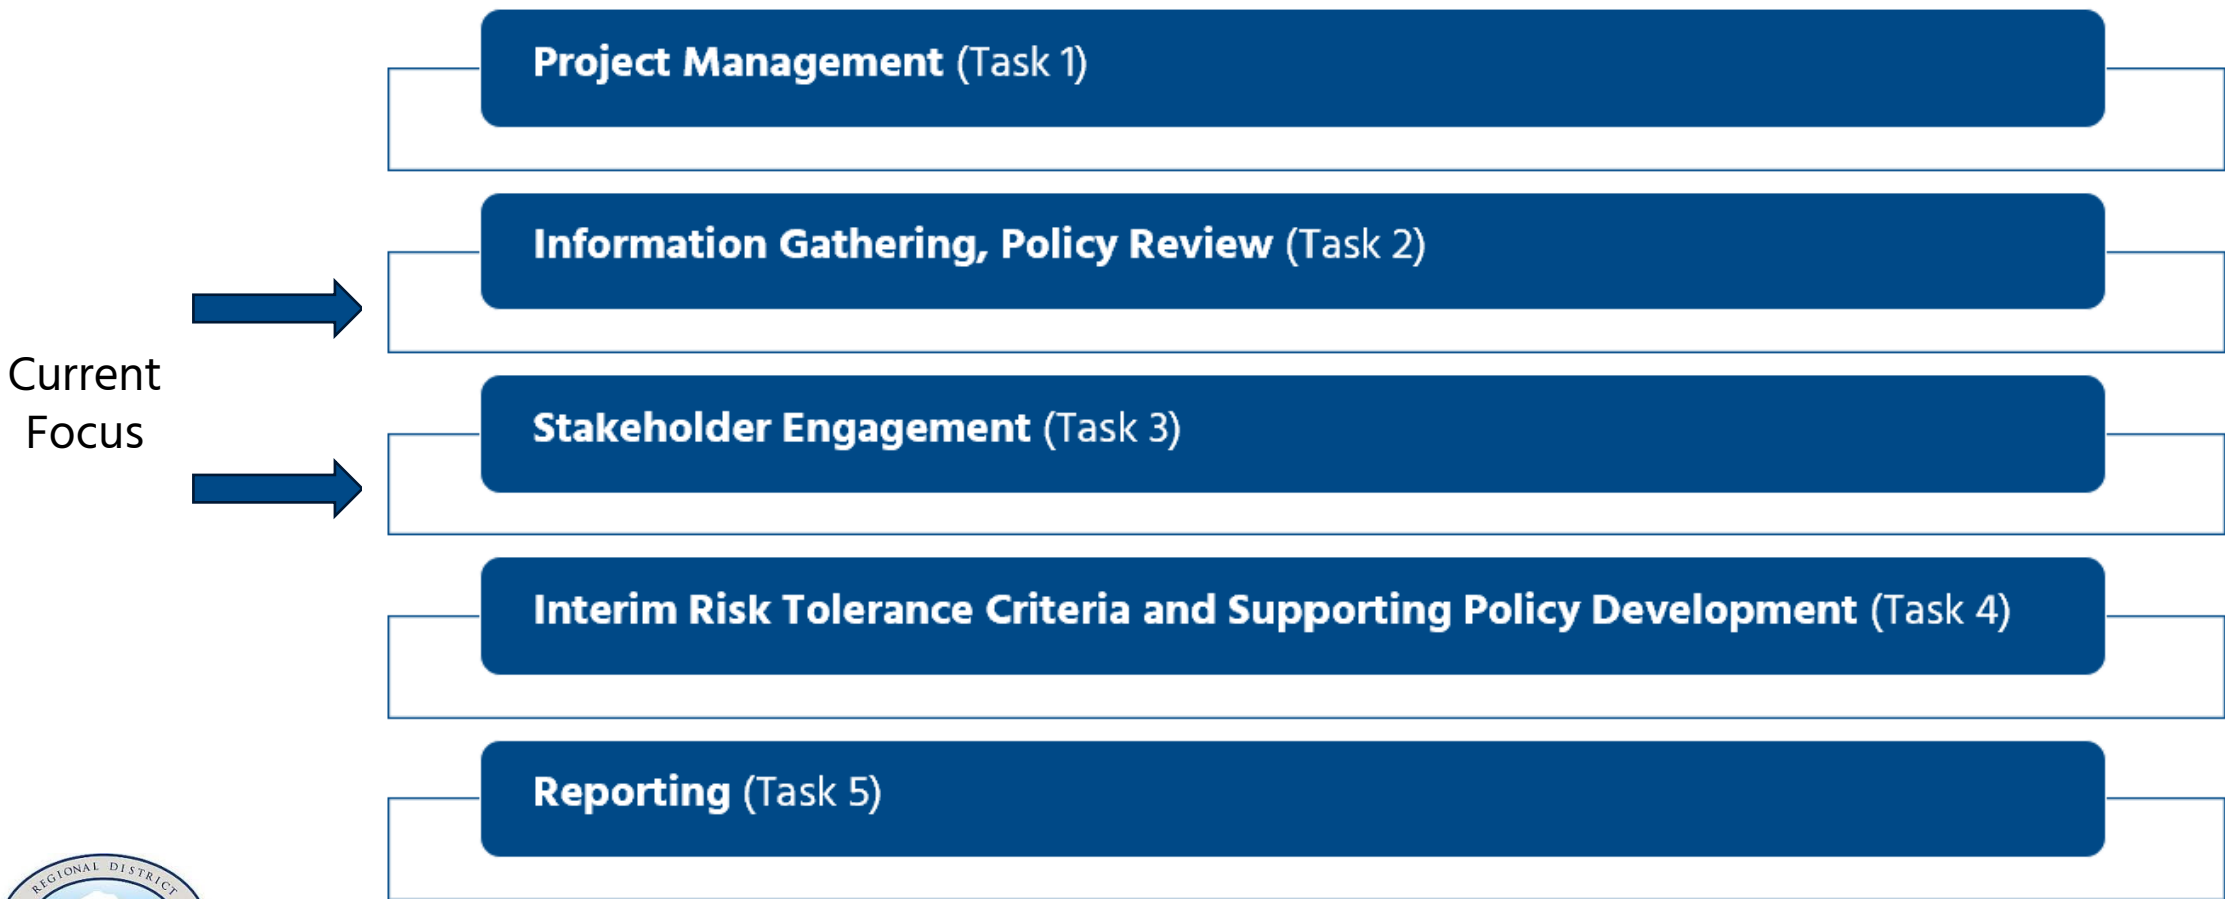 Project Management (Task 1)
Information Gathering, Policy Review (Task 2)
Current
Focus
Stakeholder Engagement (Task 3)
Interim Risk Tolerance Criteria and Supporting Policy Development (Task 4)
Reporting (Task 5)
REGIONAL DISTRICT